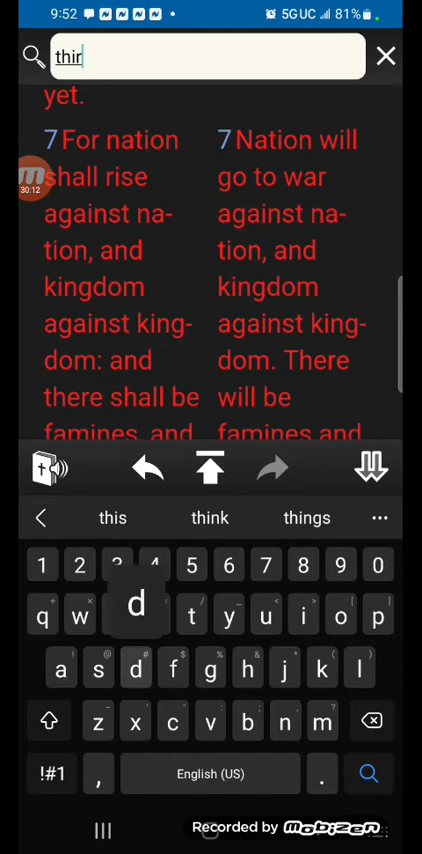 9:52 5GUC 81%
thir
yet.
7 For nation
shall rise
against na-
tion, and
kingdom
against king-
dom: and
there shall be
famines, and
7 Nation will
go to war
against na-
tion, and
kingdom
against king-
dom. There
will be
famines and
30:12
this think things
1 2 3 4 5 6 7 8 9 0
q w t y u i o p
d
a s d f g h j k l
z x c v b n m
!#1 , English (US) .
Recorded by MOBIZEN